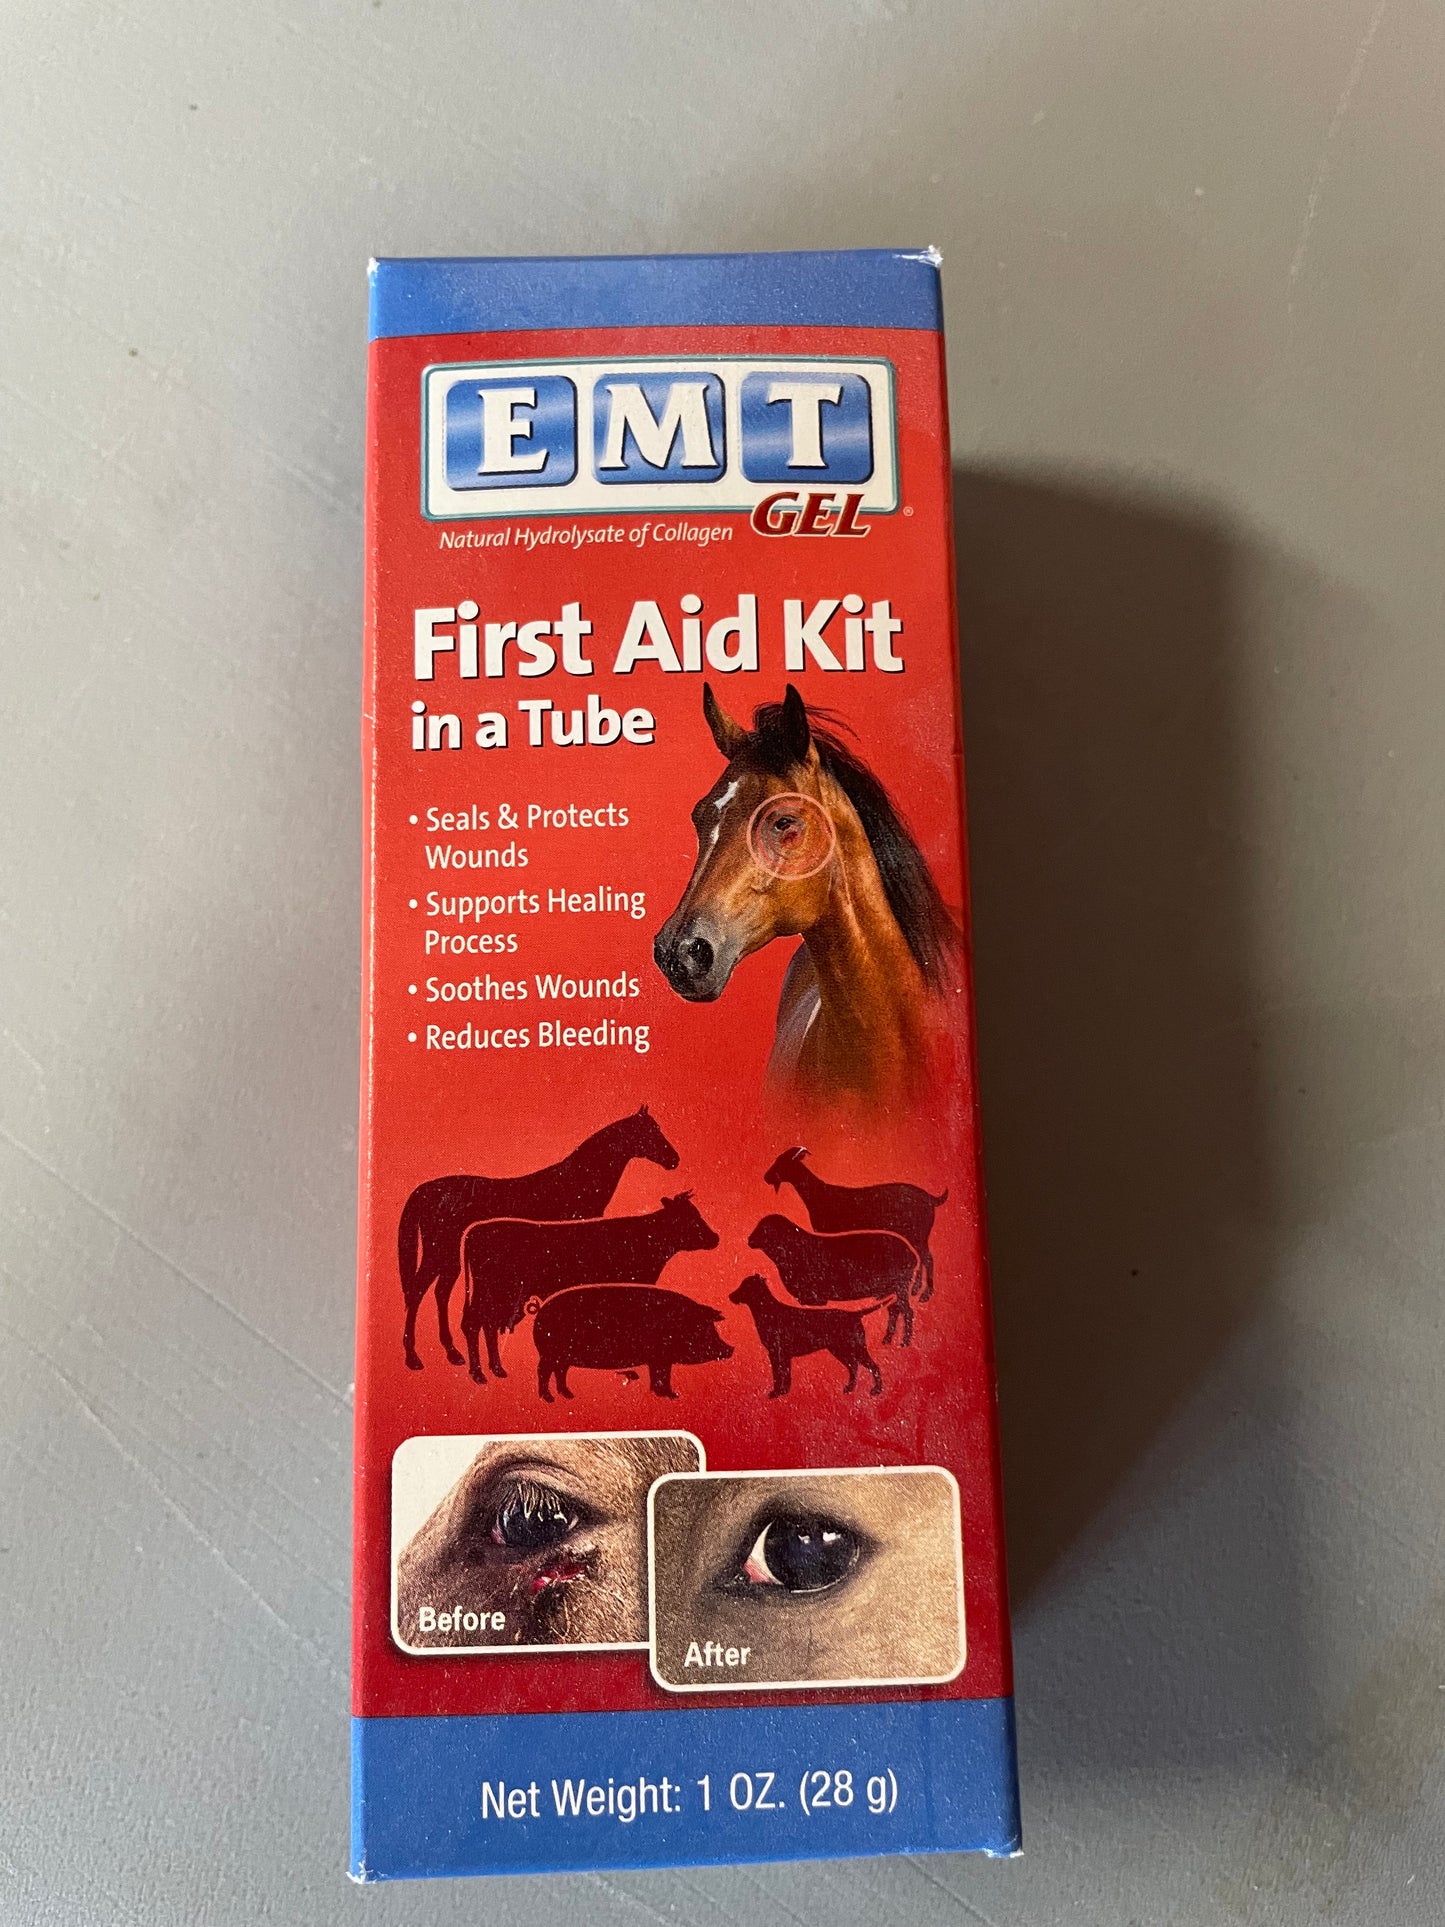 EMT
GEL®
Natural Hydrolysate of Collagen
First Aid Kit
in a Tube
• Seals & Protects
Wounds
• Supports Healing
Process
• Soothes Wounds
• Reduces Bleeding
Before
After
Net Weight: 1 OZ. (28 g)